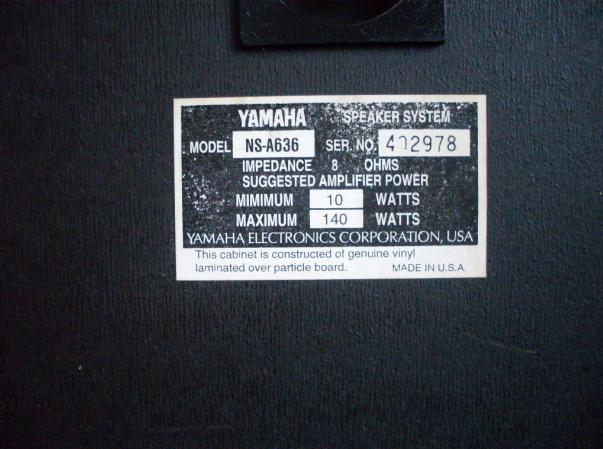 YAMAHA SPEAKER SYSTEM
MODEL NS-A636 SER. NO. 402978
IMPEDANCE 8 OHMS
SUGGESTED AMPLIFIER POWER
MIMIMUM 10 WATTS
MAXIMUM 140 WATTS
YAMAHA ELECTRONICS CORPORATION, USA
This cabinet is constructed of genuine vinyl
laminated over particle board. MADE IN U.S.A.